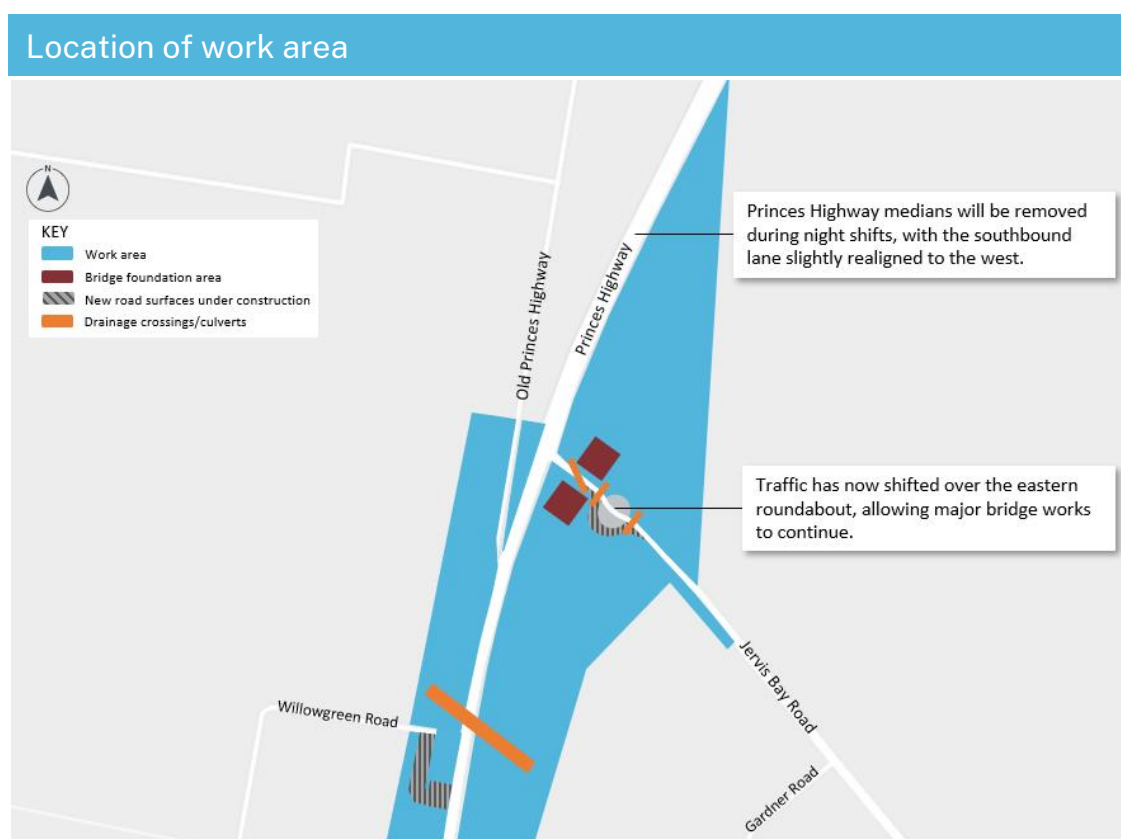 Location of work area
N
KEY
Work area
Bridge foundation area
New road surfaces under construction
Drainage crossings/culverts
Old Princes Highway
Princes Highway
Princes Highway medians will be removed
during night shifts, with the southbound
lane slightly realigned to the west.
Traffic has now shifted over the eastern
roundabout, allowing major bridge works
to continue.
Jervis Bay Road
Willowgreen Road
Gardner Road